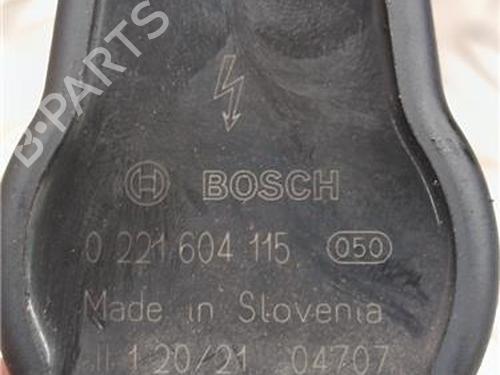 B-PARTS
BOSCH
0 221 604 115 050
Made in Slovenia
1 20/21 04707